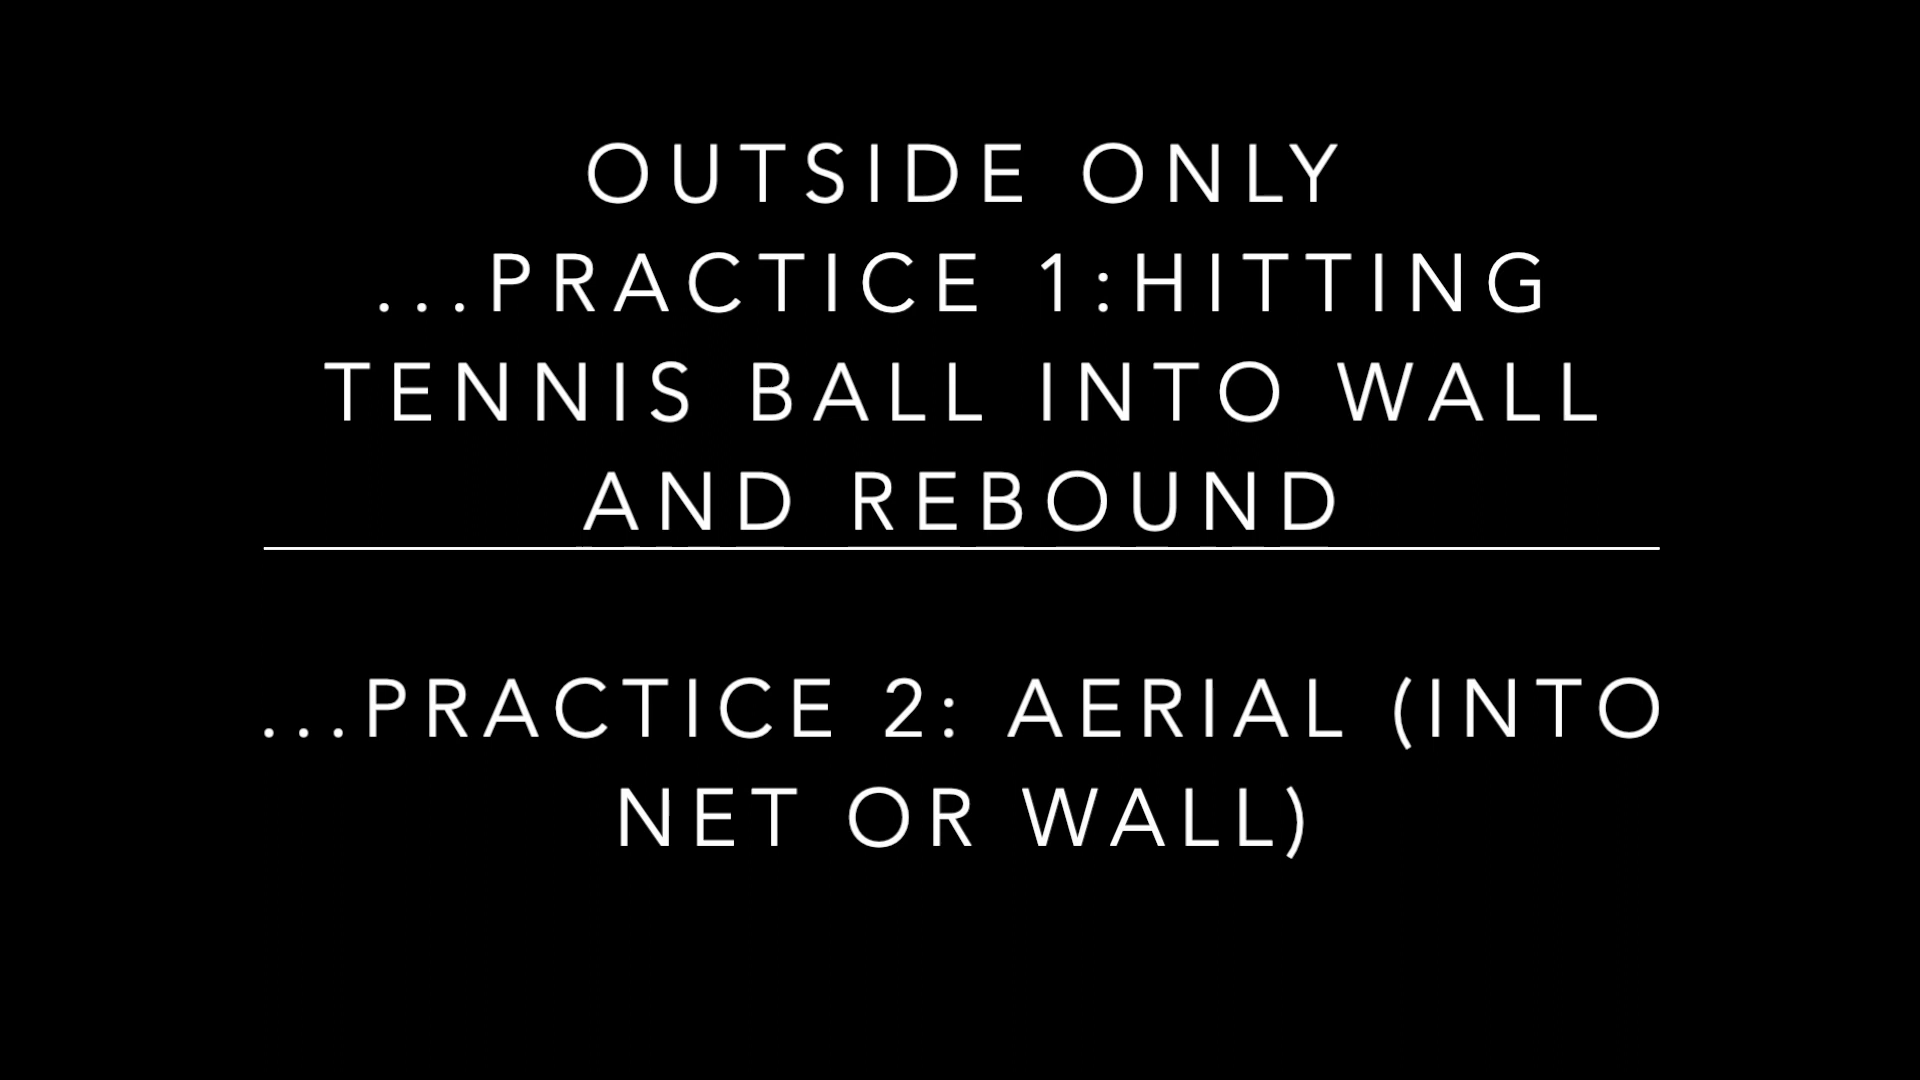 OUTSIDE ONLY
...PRACTICE 1:HITTING
TENNIS BALL INTO WALL
AND REBOUND
...PRACTICE 2: AERIAL (INTO
NET OR WALL)